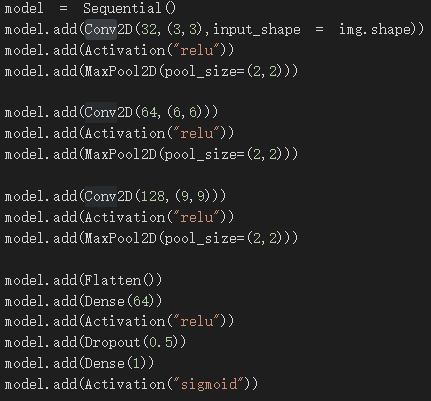 model = Sequential()
model.add(Conv2D(32,(3,3),input_shape = img.shape))
model.add(Activation("relu"))
model.add(MaxPool2D(pool_size=(2,2)))

model.add(Conv2D(64,(6,6)))
model.add(Activation("relu"))
model.add(MaxPool2D(pool_size=(2,2)))

model.add(Conv2D(128,(9,9)))
model.add(Activation("relu"))
model.add(MaxPool2D(pool_size=(2,2)))

model.add(Flatten())
model.add(Dense(64))
model.add(Activation("relu"))
model.add(Dropout(0.5))
model.add(Dense(1))
model.add(Activation("sigmoid"))